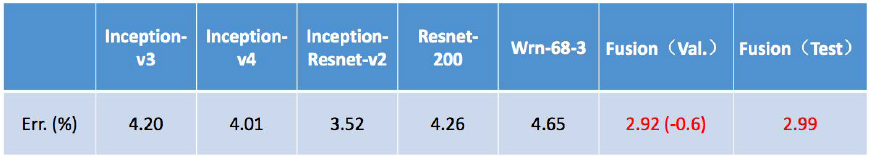 Inception-v3 Inception-v4 Inception-Resnet-v2 Resnet-200 Wrn-68-3 Fusion（Val.） Fusion（Test）
Err. (%) 4.20 4.01 3.52 4.26 4.65 2.92 (-0.6) 2.99